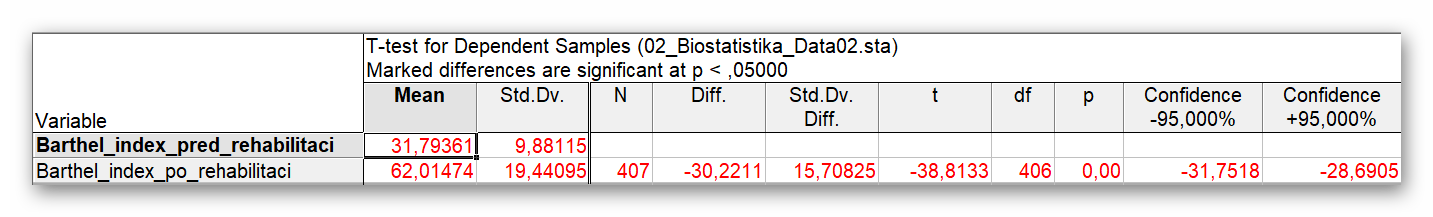 T-test for Dependent Samples (02_Biostatistika_Data02.sta)
Marked differences are significant at p < ,05000
Variable Mean Std.Dv. N Diff. Std.Dv. Diff. t df p Confidence -95,000% Confidence +95,000%
Barthel_index_pred_rehabilitaci 31,79361 9,88115
Barthel_index_po_rehabilitaci 62,01474 19,44095 407 -30,2211 15,70825 -38,8133 406 0,00 -31,7518 -28,6905